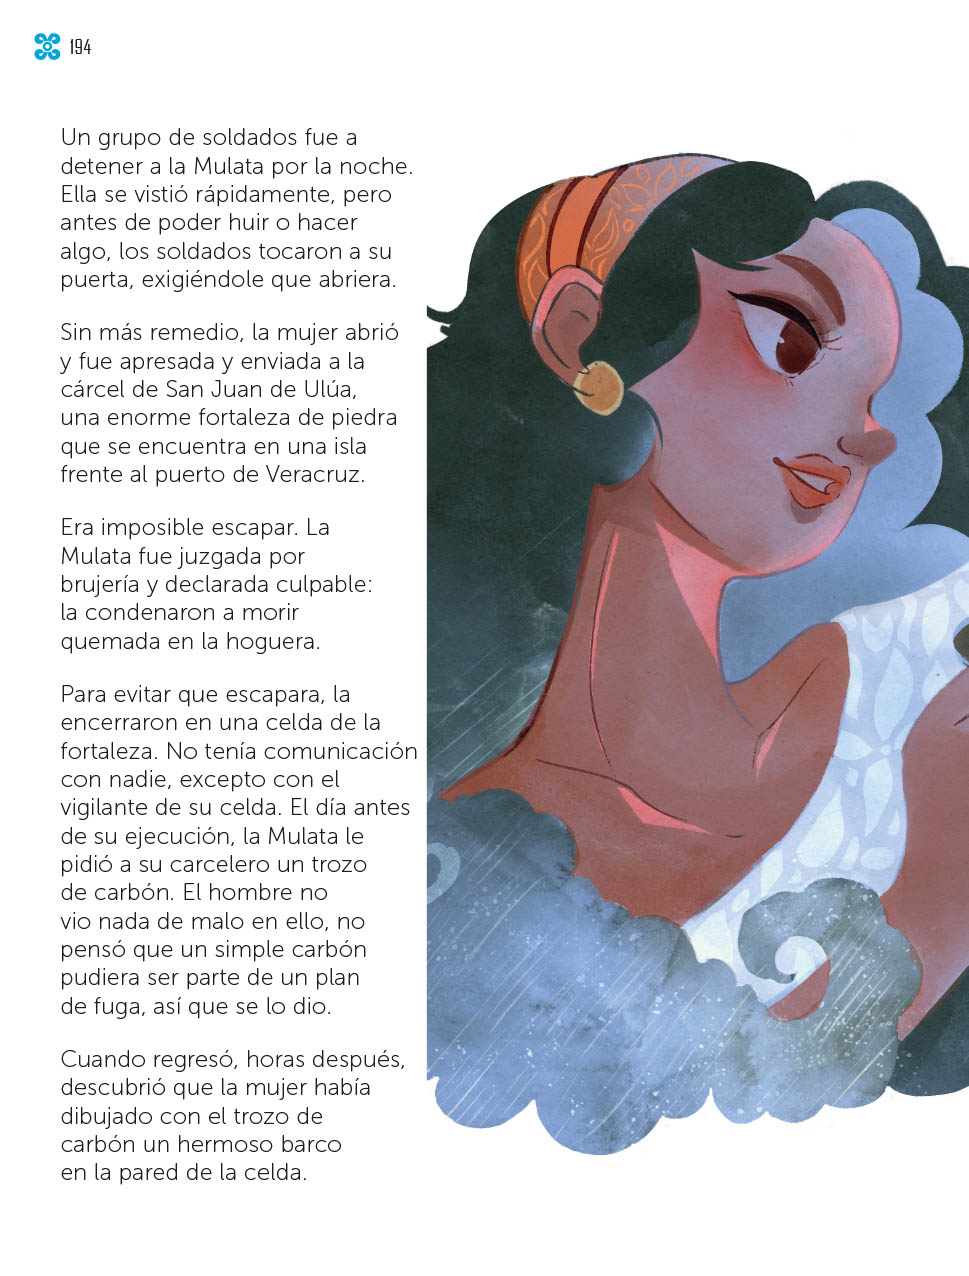 194
Un grupo de soldados fue a
detener a la Mulata por la noche.
Ella se vistió rápidamente, pero
antes de poder huir o hacer
algo, los soldados tocaron a su
puerta, exigiéndole que abriera.
Sin más remedio, la mujer abrió
y fue apresada y enviada a la
cárcel de San Juan de Ulúa,
una enorme fortaleza de piedra
que se encuentra en una isla
frente al puerto de Veracruz.
Era imposible escapar. La
Mulata fue juzgada por
brujería y declarada culpable:
la condenaron a morir
quemada en la hoguera.
Para evitar que escapara, la
encerraron en una celda de la
fortaleza. No tenía comunicación
con nadie, excepto con el
vigilante de su celda. El día antes
de su ejecución, la Mulata le
pidió a su carcelero un trozo
de carbón. El hombre no
vio nada de malo en ello, no
pensó que un simple carbón
pudiera ser parte de un plan
de fuga, así que se lo dio.
Cuando regresó, horas después,
descubrió que la mujer había
dibujado con el trozo de
carbón un hermoso barco
en la pared de la celda.